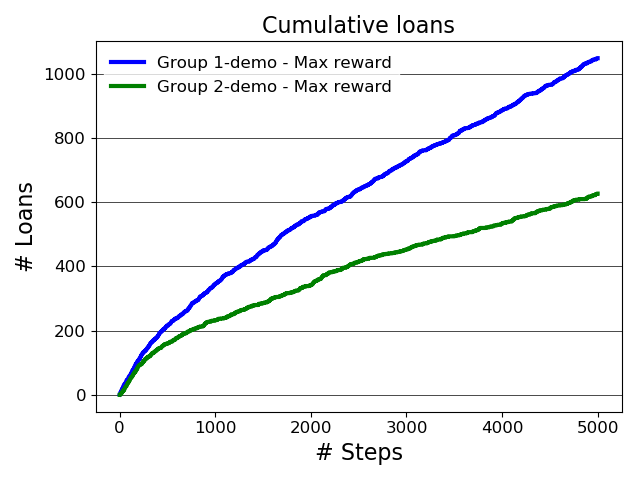 Cumulative loans
Group 1-demo - Max reward
Group 2-demo - Max reward
# Loans
1000
800
600
400
200
0
0 1000 2000 3000 4000 5000
# Steps